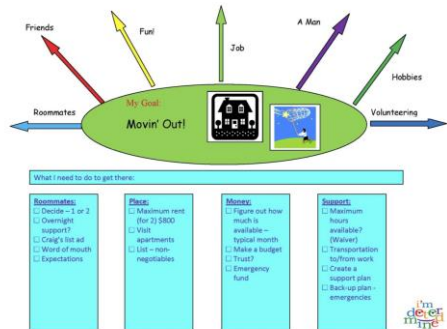 Friends
Fun!
Job
A Man
Hobbies
Roommates
Volunteering
My Goal:
Movin' Out!
What I need to do to get there:
Roommates:
☐ Decide – 1 or 2
☐ Overnight
support?
☐ Craig's list ad
☐ Word of mouth
☐ Expectations
Place:
☐ Maximum rent
(for 2) $800
☐ Visit
apartments
☐ List – non-
negotiables
Money:
☐ Figure out how
much is
available –
typical month
☐ Make a budget
☐ Trust?
☐ Emergency
fund
Support:
☐ Maximum
hours
available?
(Waiver)
☐ Transportation
to/from work
☐ Create a
support plan
☐ Back-up plan -
emergencies
i'm
deter
mined